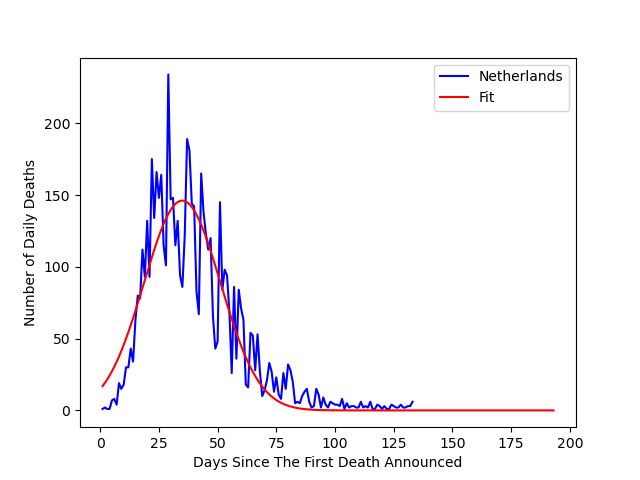 Netherlands
Fit
Number of Daily Deaths
200
150
100
50
0
0 25 50 75 100 125 150 175 200
Days Since The First Death Announced